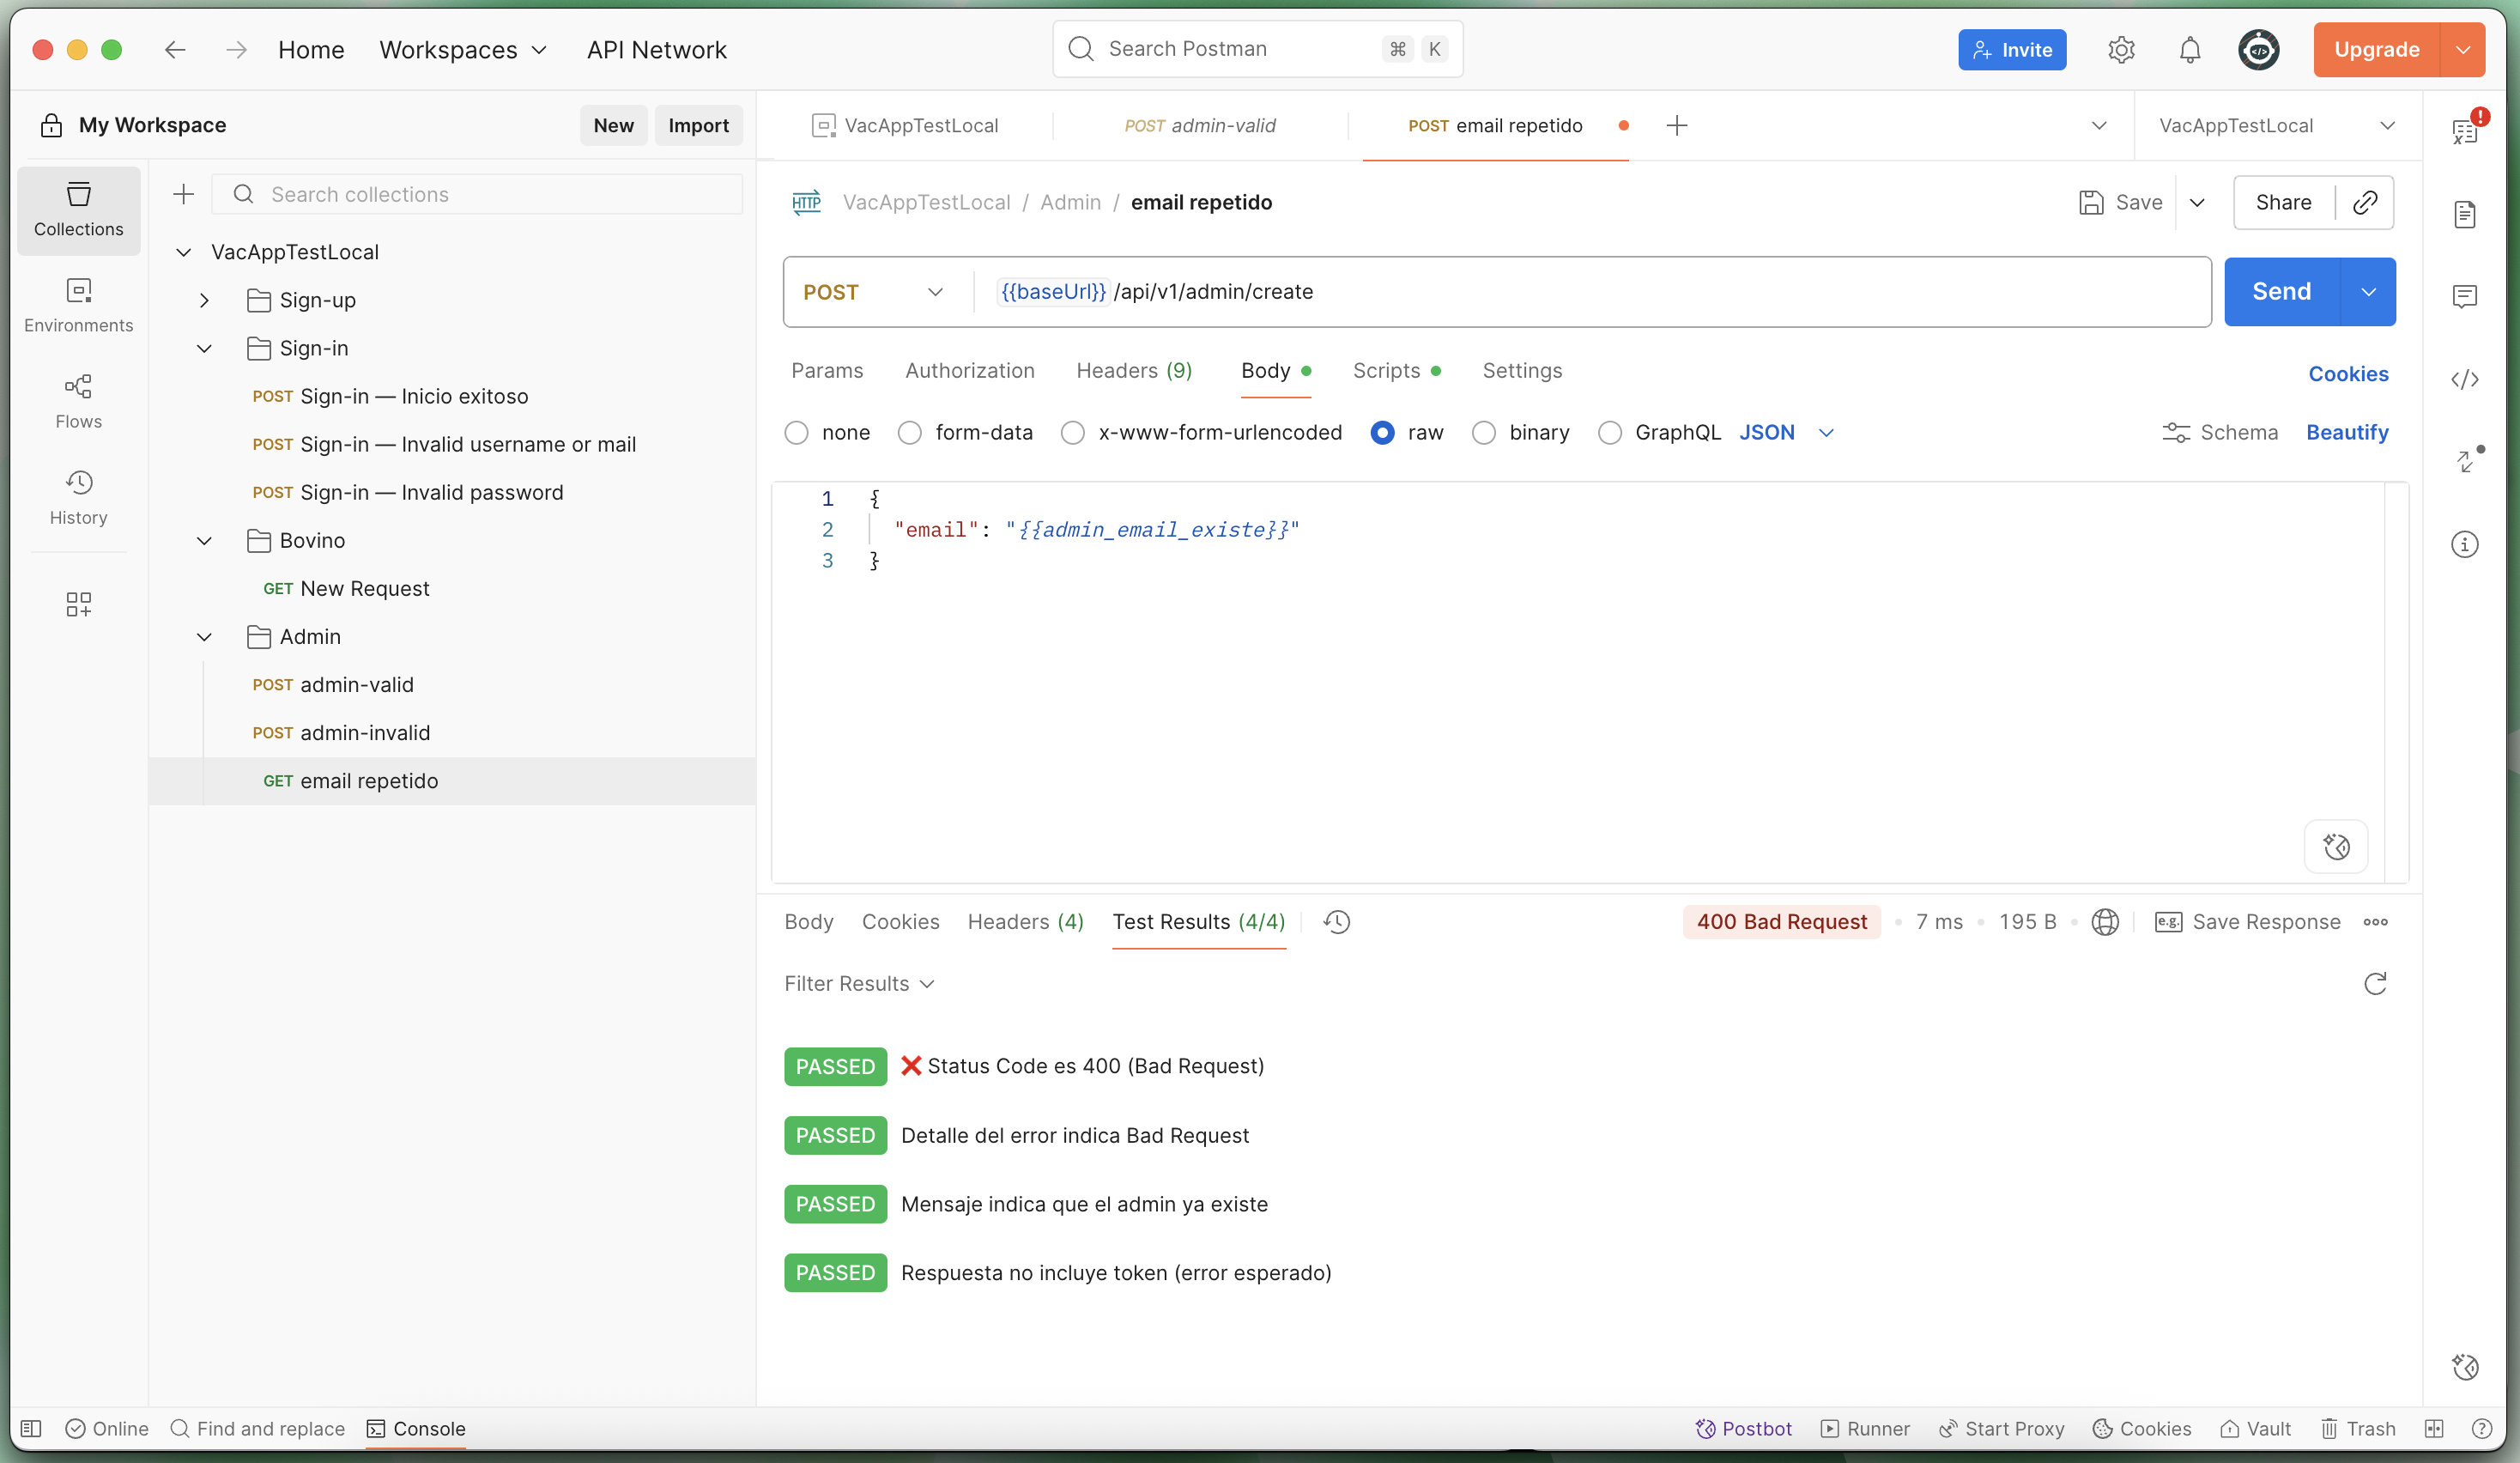 Home Workspaces API Network Search Postman ⌘ K Invite Upgrade
My Workspace New Import
VacAppTestLocal POST admin-valid POST email repetido VacAppTestLocal
Collections
Environments
Flows
History
Search collections
VacAppTestLocal
Sign-up
Sign-in
POST Sign-in — Inicio exitoso
POST Sign-in — Invalid username or mail
POST Sign-in — Invalid password
Bovino
GET New Request
Admin
POST admin-valid
POST admin-invalid
GET email repetido
HTTP VacAppTestLocal / Admin / email repetido Save Share
POST {{baseUrl}}/api/v1/admin/create Send
Params Authorization Headers (9) Body Scripts Settings Cookies
none form-data x-www-form-urlencoded raw binary GraphQL JSON Schema Beautify
1 {
2 "email": "{{admin_email_existe}}"
3 }
Body Cookies Headers (4) Test Results (4/4) 400 Bad Request • 7 ms • 195 B • e.g. Save Response
Filter Results
PASSED ❌ Status Code es 400 (Bad Request)
PASSED Detalle del error indica Bad Request
PASSED Mensaje indica que el admin ya existe
PASSED Respuesta no incluye token (error esperado)
Online Find and replace Console Postbot Runner Start Proxy Cookies Vault Trash